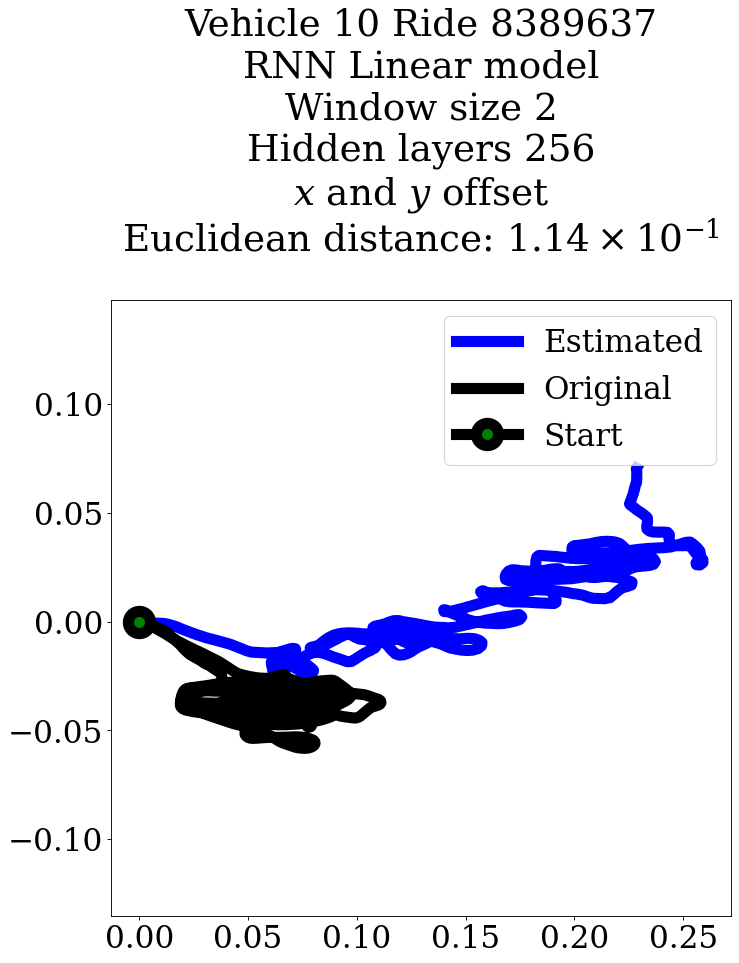 Vehicle 10 Ride 8389637
RNN Linear model
Window size 2
Hidden layers 256
x and y offset
Euclidean distance: 1.14 × 10⁻¹
Estimated
Original
Start
0.10
0.05
0.00
−0.05
−0.10
0.00 0.05 0.10 0.15 0.20 0.25